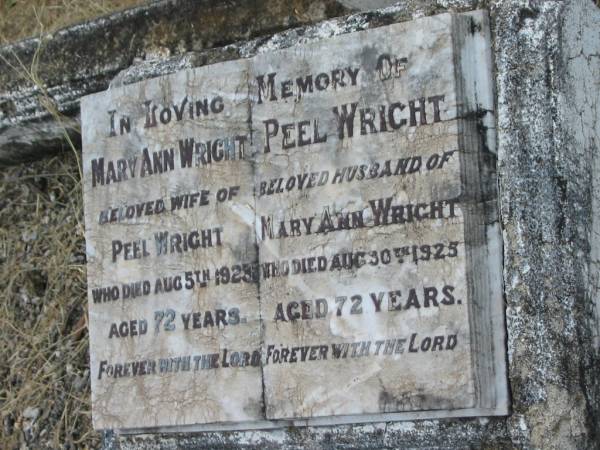 IN LOVING
MARY ANN WRIGHT
BELOVED WIFE OF
PEEL WRIGHT
WHO DIED AUG 5TH 1923
AGED 72 YEARS.
FOREVER WITH THE LORD
MEMORY OF
PEEL WRIGHT
BELOVED HUSBAND OF
MARY ANN WRIGHT
WHO DIED AUG 30TH 1925
AGED 72 YEARS.
FOREVER WITH THE LORD